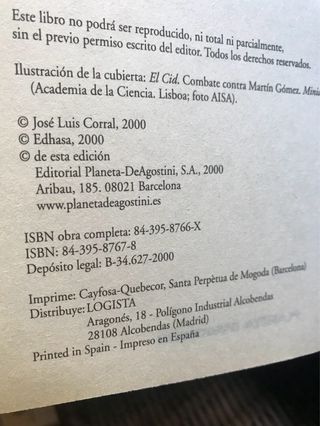 Este libro no podrá ser reproducido, ni total ni parcialmente,
sin el previo permiso escrito del editor. Todos los derechos reservados.
Ilustración de la cubierta: El Cid. Combate contra Martín Gómez.
(Academia de la Ciencia. Lisboa; foto AISA).
© José Luis Corral, 2000
© Edhasa, 2000
© de esta edición
Editorial Planeta-DeAgostini, S.A., 2000
Aribau, 185. 08021 Barcelona
www.planetadeagostini.es
ISBN obra completa: 84-395-8766-X
ISBN: 84-395-8767-8
Depósito legal: B-34.627-2000
Imprime: Cayfosa-Quebecor, Santa Perpètua de Mogoda (Barcelona)
Distribuye: LOGISTA
Aragonés, 18 - Polígono Industrial Alcobendas
28108 Alcobendas (Madrid)
Printed in Spain - Impreso en España